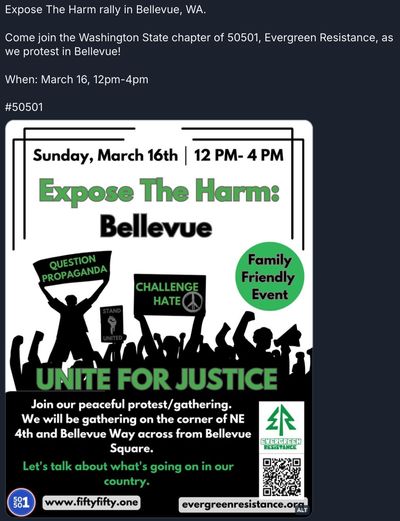 Expose The Harm rally in Bellevue, WA.
Come join the Washington State chapter of 50501, Evergreen Resistance, as
we protest in Bellevue!
When: March 16, 12pm-4pm
#50501
Sunday, March 16th | 12 PM- 4 PM
Expose The Harm:
Bellevue
Family
Friendly
Event
QUESTION
PROPAGANDA
CHALLENGE
HATE
STAND
UNITED
UNITE FOR JUSTICE
Join our peaceful protest/gathering.
We will be gathering on the corner of NE
4th and Bellevue Way across from Bellevue
Square.
Let's talk about what's going on in our
country.
EVERGREEN
RESISTANCE
50
501
www.fiftyfifty.one
evergreenresistance.org
ALT